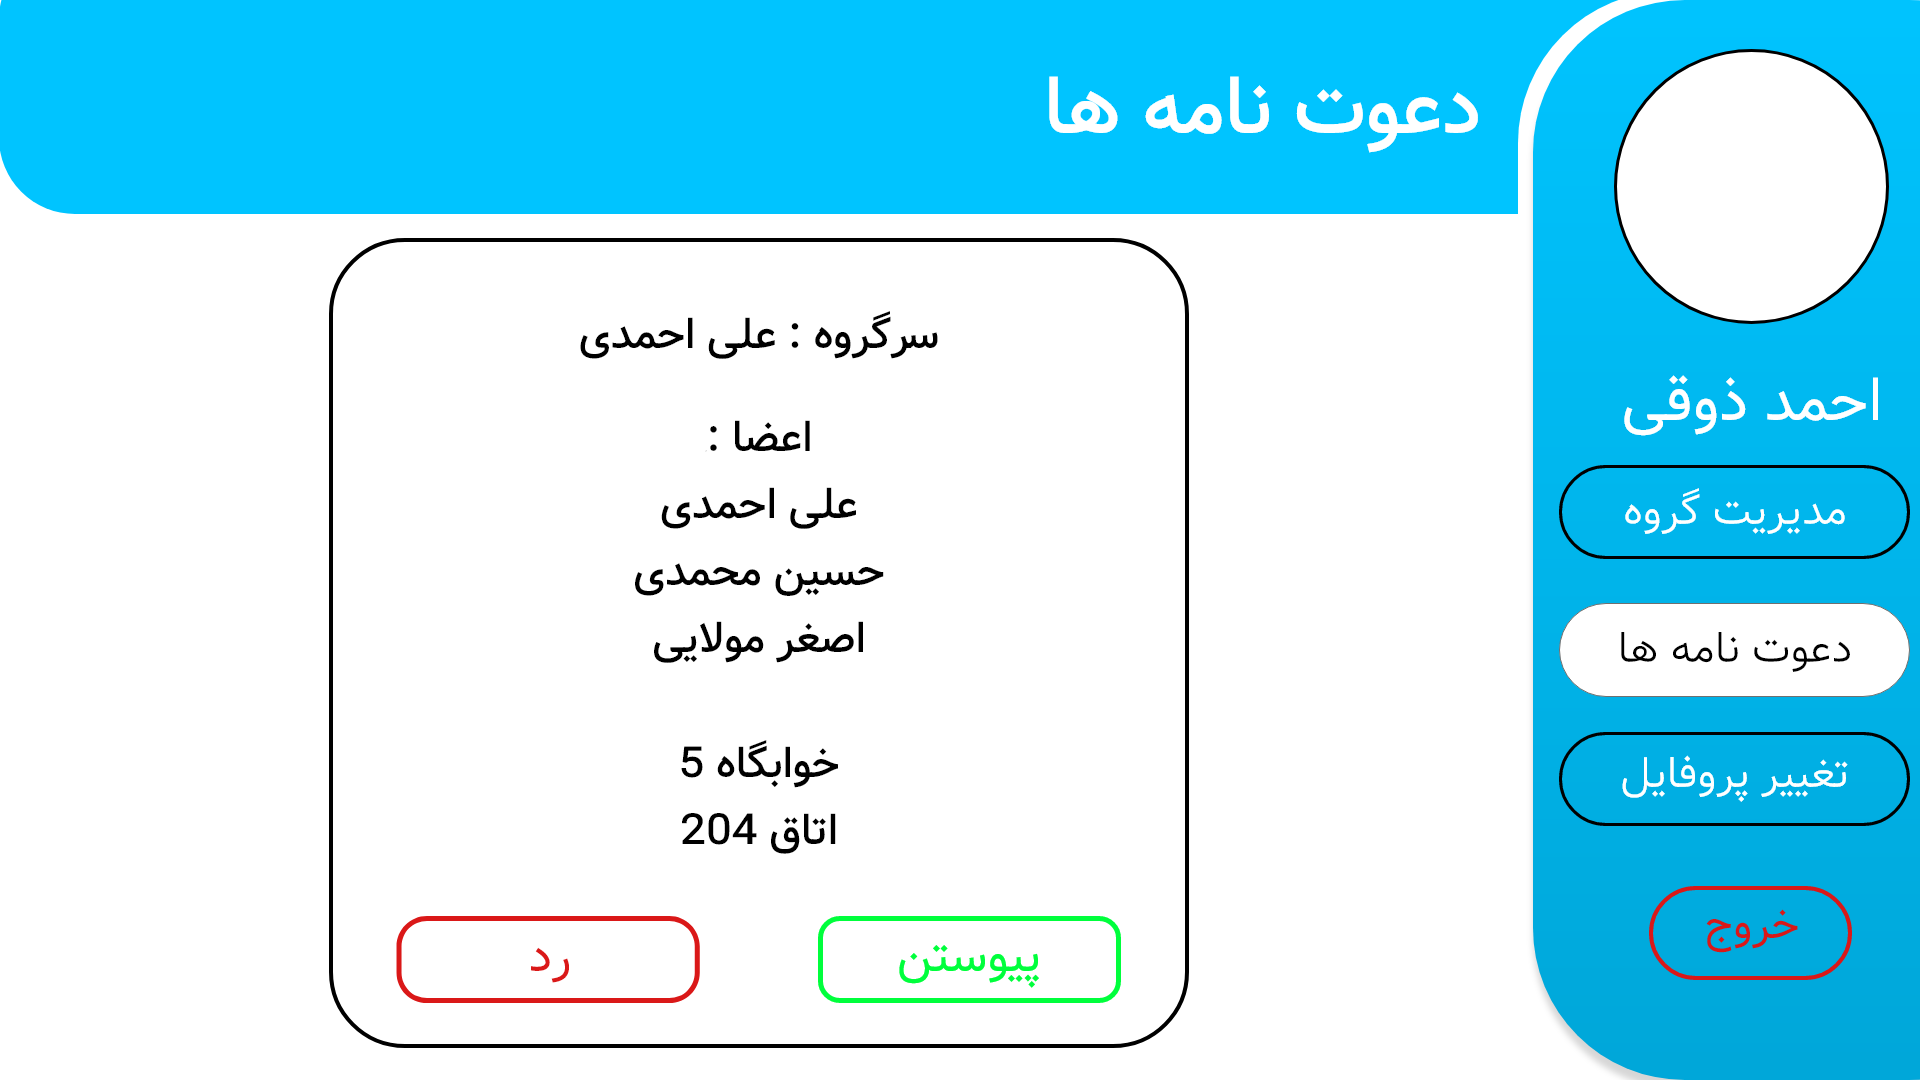 دعوت نامه ها
احمد ذوقی
مدیریت گروه
دعوت نامه ها
تغییر پروفایل
خروج
سرگروه : علی احمدی
اعضا :
علی احمدی
حسین محمدی
اصغر مولایی
خوابگاه 5
اتاق 204
پیوستن
رد